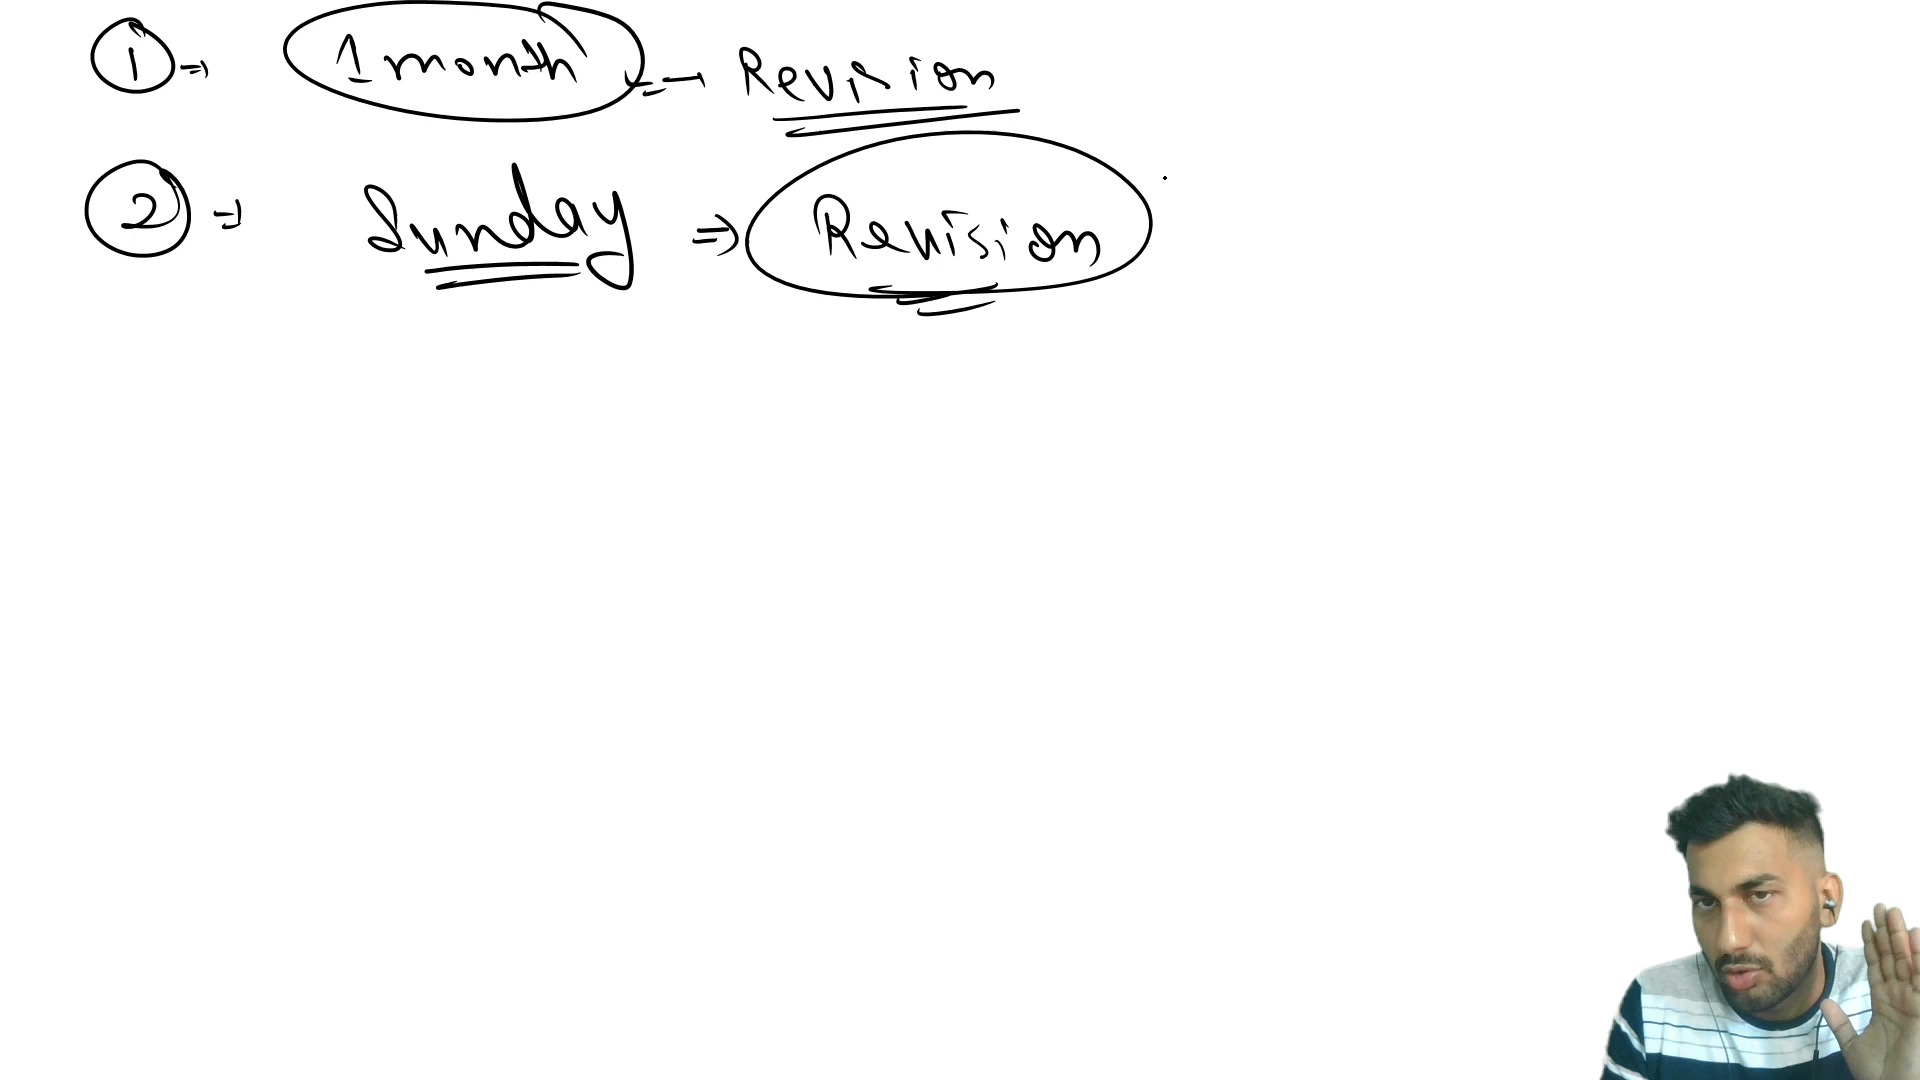 ① => 1 month => → Revision
② => Sunday => Revision